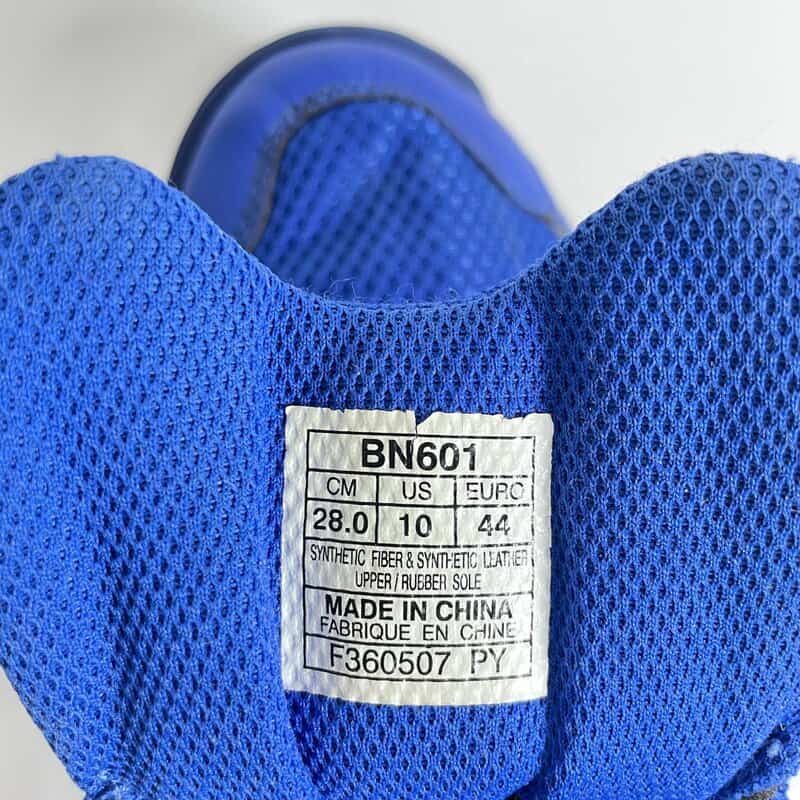 BN601
CM US EURO
28.0 10 44
SYNTHETIC FIBER & SYNTHETIC LEATHER
UPPER / RUBBER SOLE
MADE IN CHINA
FABRIQUE EN CHINE
F360507 PY